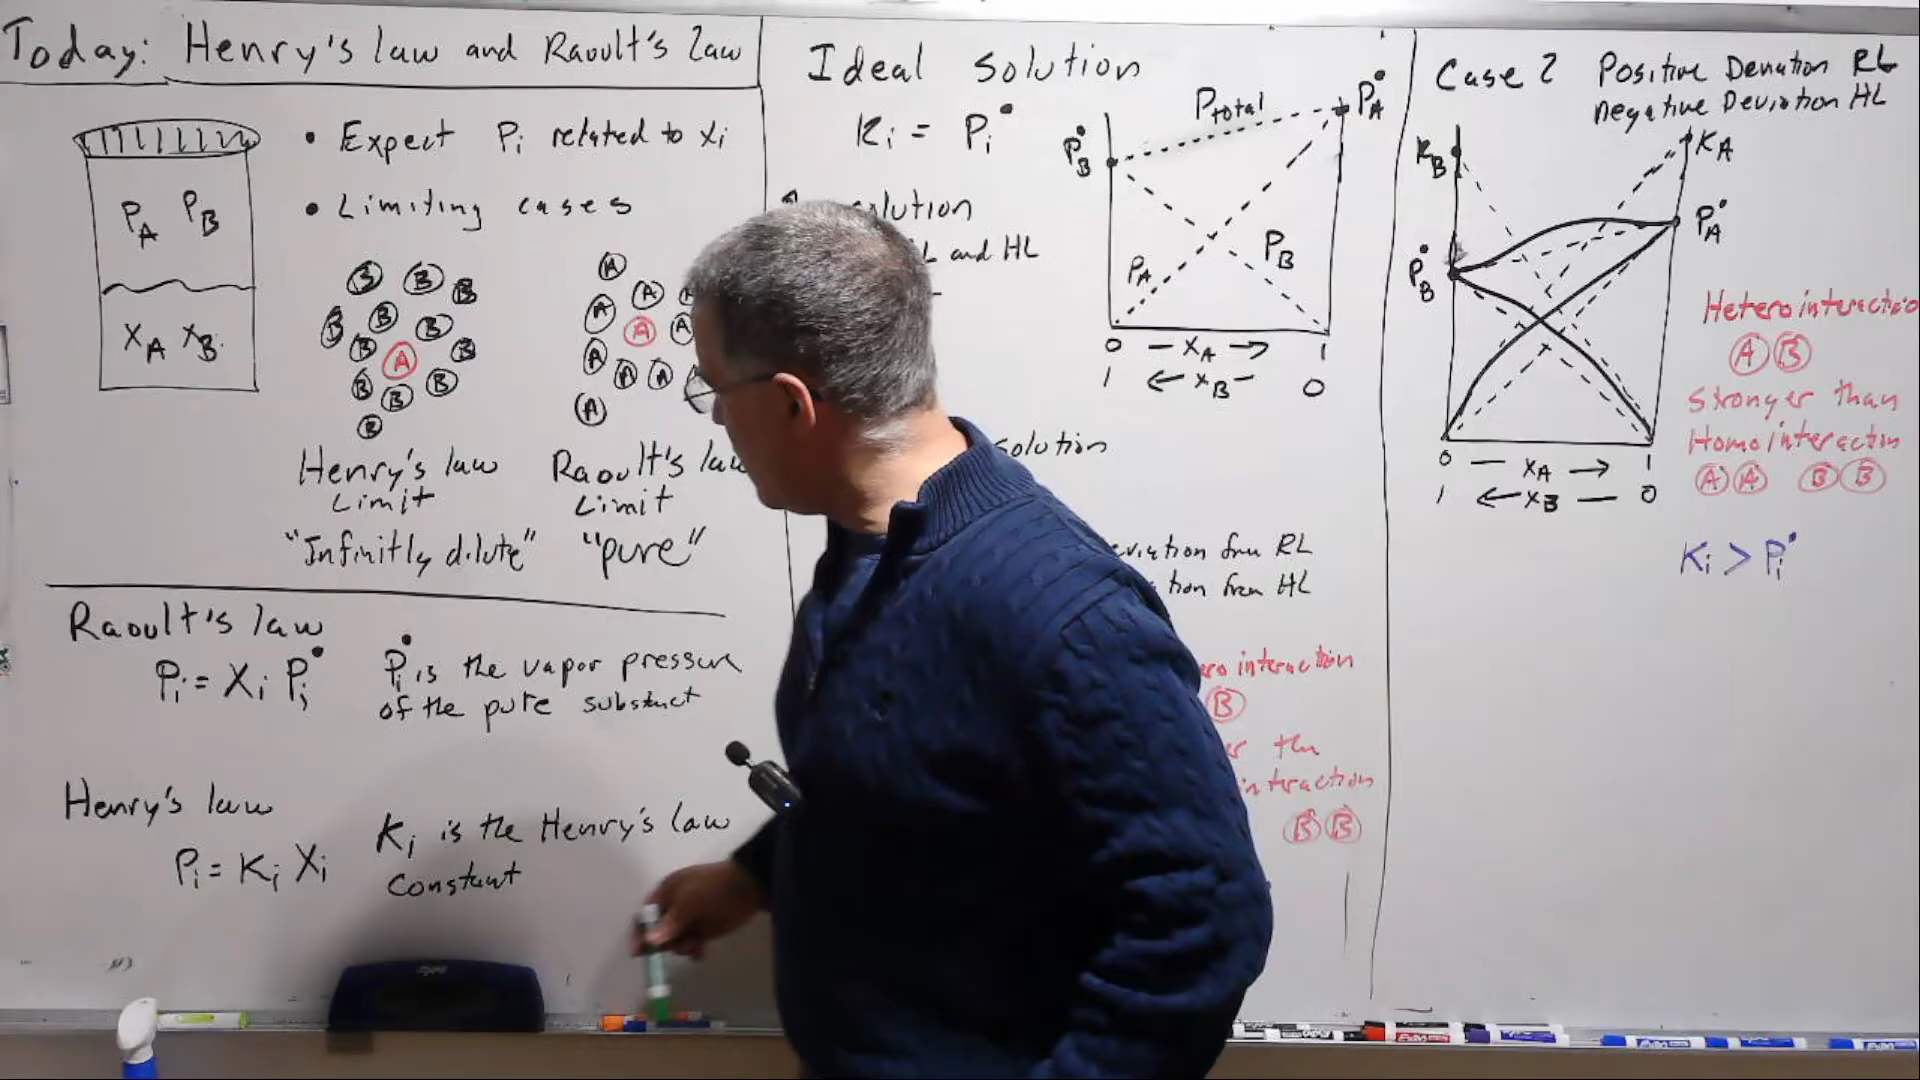 Today: Henry's law and Raoult's Law
• Expect Pi related to xi
• Limiting cases
PA PB
XA XB
B B B
B B B
B A B
B B B
B
A
A A A
A A A
A A A
A
Henry's law
Limit
"Infinitly dilute"
Raoult's law
Limit
"pure"
Raoult's law
Pi = Xi Pi•
Pi• is the vapor pressure
of the pure
Henry's law
Pi = Ki Xi
Ki is the Henry's law
constant
Ideal Solution
Ki = Pi•
solution
and HL
PB•
Ptotal
PA•
PA
PB
0 — XA → 1
1 ← XB — 0
solution
from RL
from HL
interaction
B
interaction
B B
Case 2 Positive Deviation RL
negative Deviation HL
KB
KA
PB•
PA•
0 — XA → 1
1 ← XB — 0
Hetero
A B
Stronger than
Homo interaction
A A B B
Ki > Pi•
expo